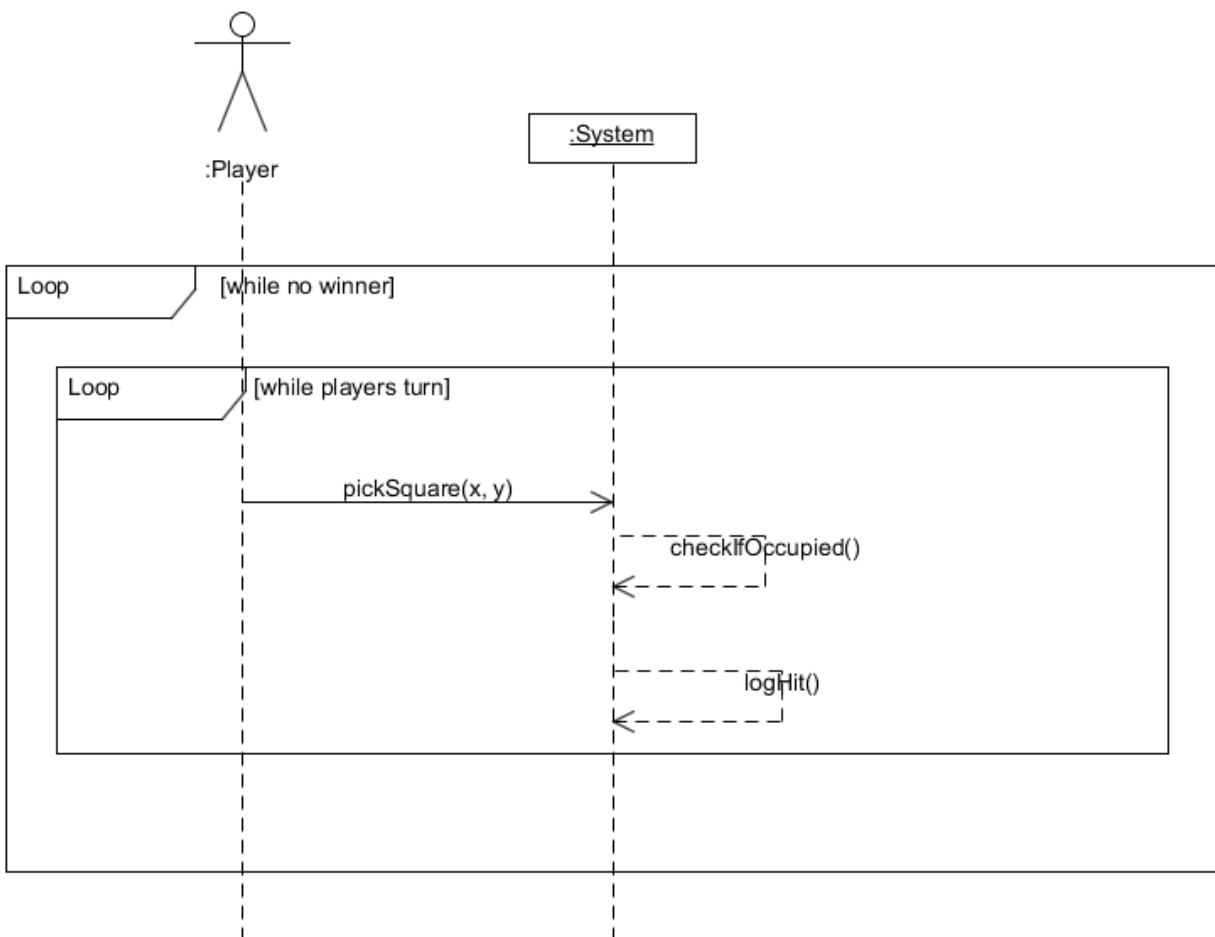 :Player
:System
Loop [while no winner]
Loop [while players turn]
pickSquare(x, y)
checkIfOccupied()
logHit()